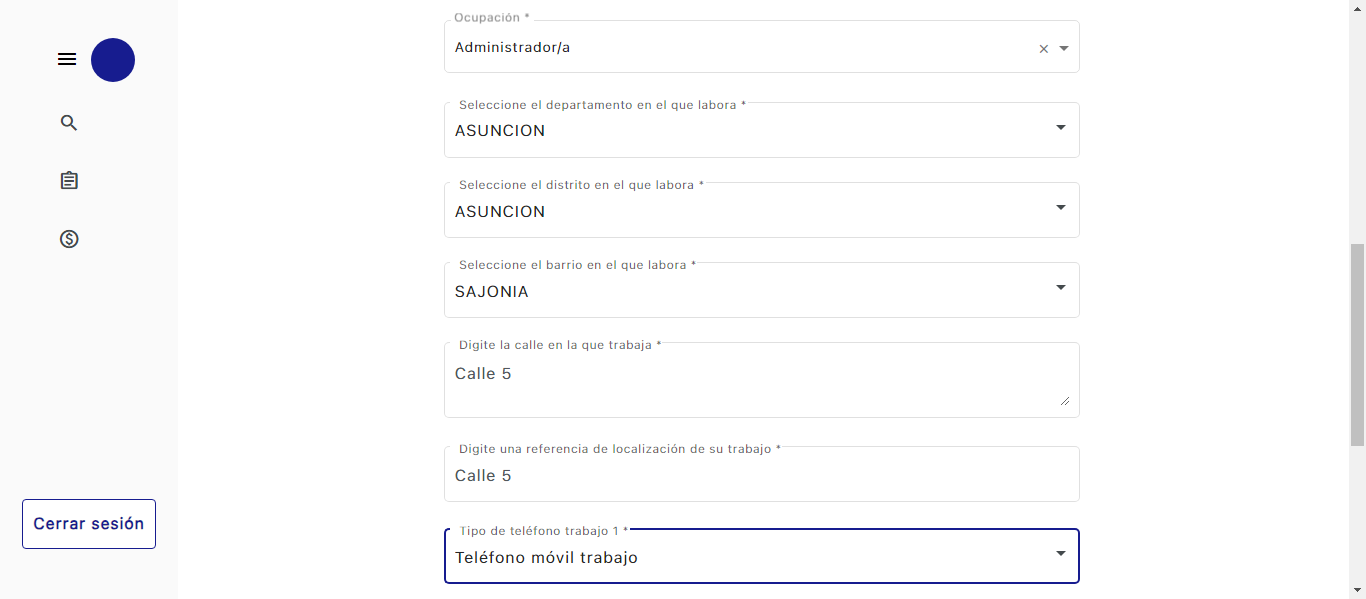 Ocupación *
Administrador/a
Seleccione el departamento en el que labora *
ASUNCION
Seleccione el distrito en el que labora *
ASUNCION
Seleccione el barrio en el que labora *
SAJONIA
Digite la calle en la que trabaja *
Calle 5
Digite una referencia de localización de su trabajo *
Calle 5
Cerrar sesión
Tipo de teléfono trabajo 1 *
Teléfono móvil trabajo